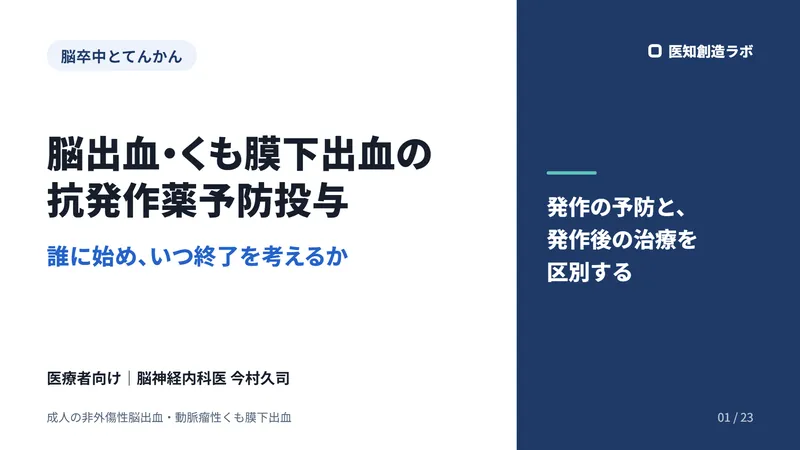 脳卒中とてんかん
脳出血・くも膜下出血の
抗発作薬予防投与
誰に始め、いつ終了を考えるか
医療者向け｜脳神経内科医 今村久司
成人の非外傷性脳出血・動脈瘤性くも膜下出血
医知創造ラボ
発作の予防と、
発作後の治療を
区別する
01 / 23